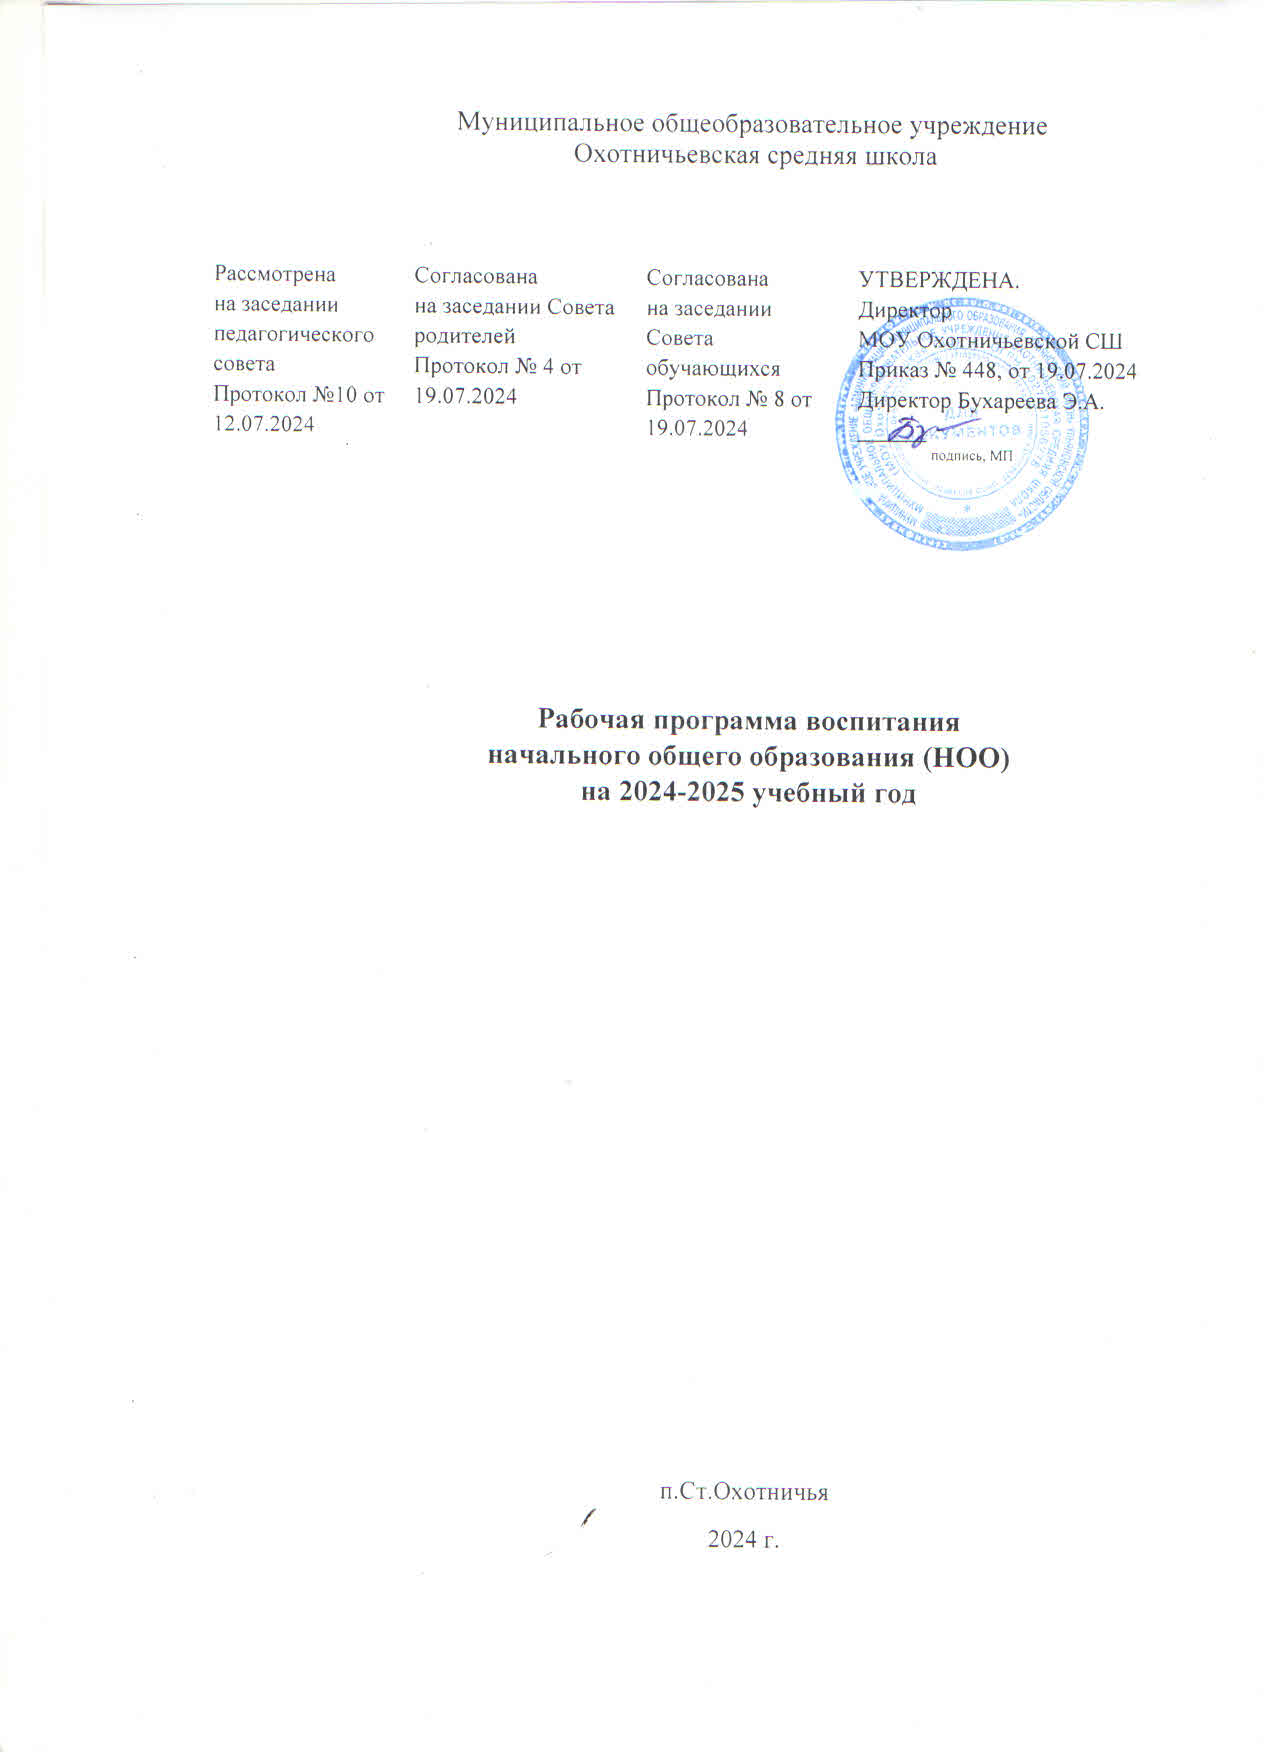 Муниципальное общеобразовательное учреждение
Охотничьевская средняя школа
Рассмотрена
на заседании
педагогического
совета
Протокол №10 от
12.07.2024
Согласована
на заседании Совета
родителей
Протокол № 4 от
19.07.2024
Согласована
на заседании
Совета
обучающихся
Протокол № 8 от
19.07.2024
УТВЕРЖДЕНА.
Директор
МОУ Охотничьевской СШ
Приказ № 448, от 19.07.2024
Директор Бухареева Э.А.
подпись, МП
Рабочая программа воспитания
начального общего образования (НОО)
на 2024-2025 учебный год
п.Ст.Охотничья
2024 г.